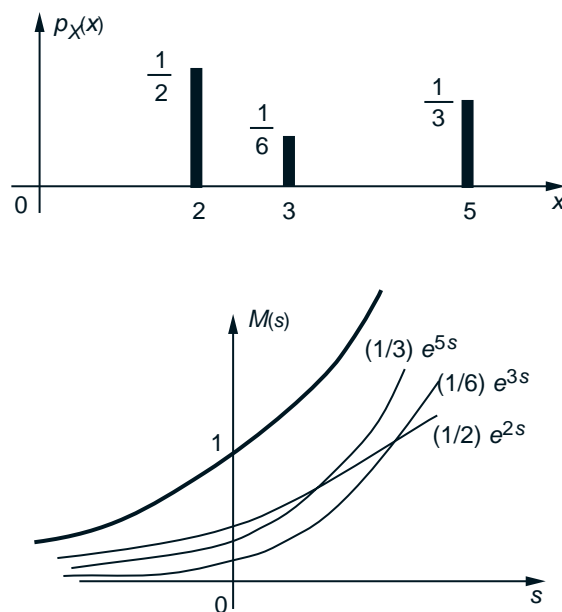 p_X(x)
1/2
1/6
1/3
0 2 3 5 x
M(s)
(1/3) e^{5s}
(1/6) e^{3s}
(1/2) e^{2s}
1
0 s